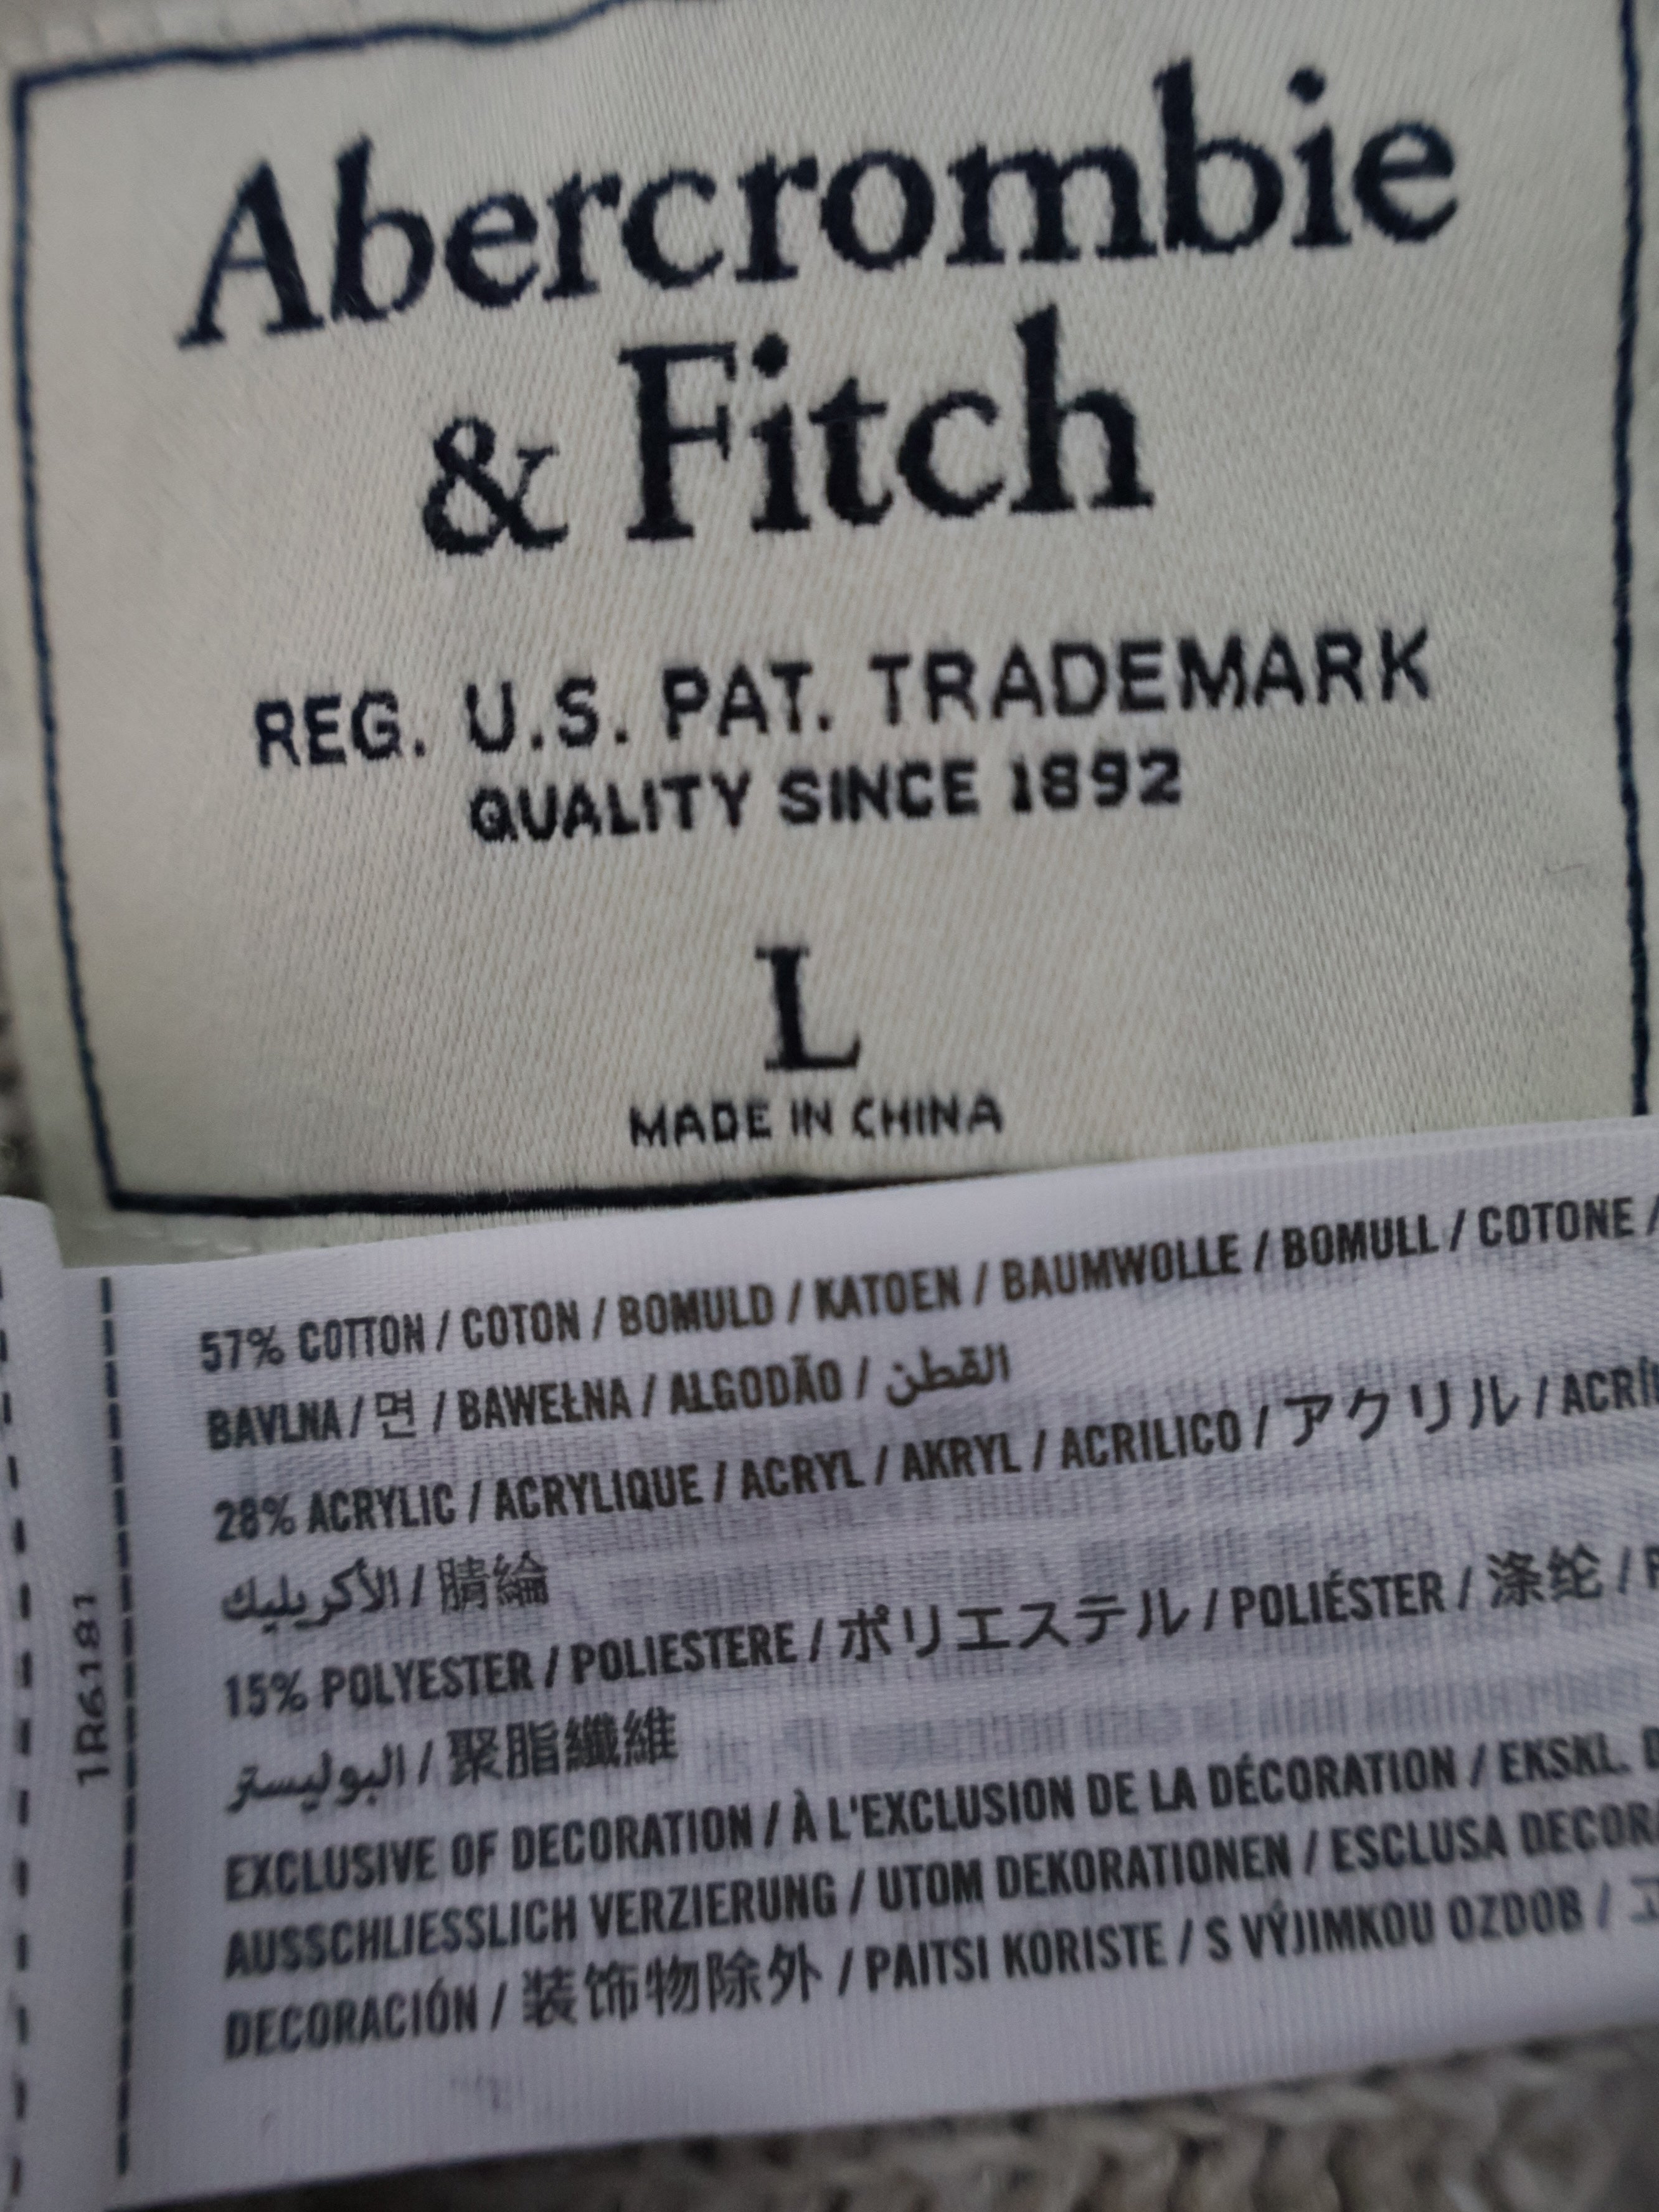 Abercrombie
& Fitch
REG. U.S. PAT. TRADEMARK
QUALITY SINCE 1892
L
MADE IN CHINA
57% COTTON / COTON / BOMULD / KATOEN / BAUMWOLLE / BOMULL / COTONE /
BAVLNA / 면 / BAWEŁNA / ALGODÃO / القطن
28% ACRYLIC / ACRYLIQUE / ACRYL / AKRYL / ACRILICO / アクリル /
الأكريليك / 腈綸
15% POLYESTER / POLIESTERE / ポリエステル / POLIÉSTER / 涤纶 /
البوليستر / 聚脂纖維
EXCLUSIVE OF DECORATION / À L'EXCLUSION DE LA DÉCORATION / EKSKL.
AUSSCHLIESSLICH VERZIERUNG / UTOM DEKORATIONEN / ESCLUSA
DECORACIÓN / 装饰物除外 / PAITSI KORISTE / S VÝJIMKOU OZDOB /
1R6181